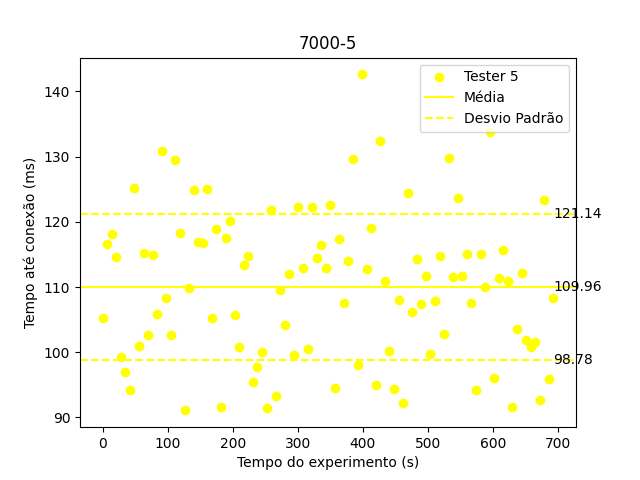 7000-5
Tester 5
Média
Desvio Padrão
Tempo até conexão (ms)
140
130
120
110
100
90
121.14
109.96
98.78
0 100 200 300 400 500 600 700
Tempo do experimento (s)